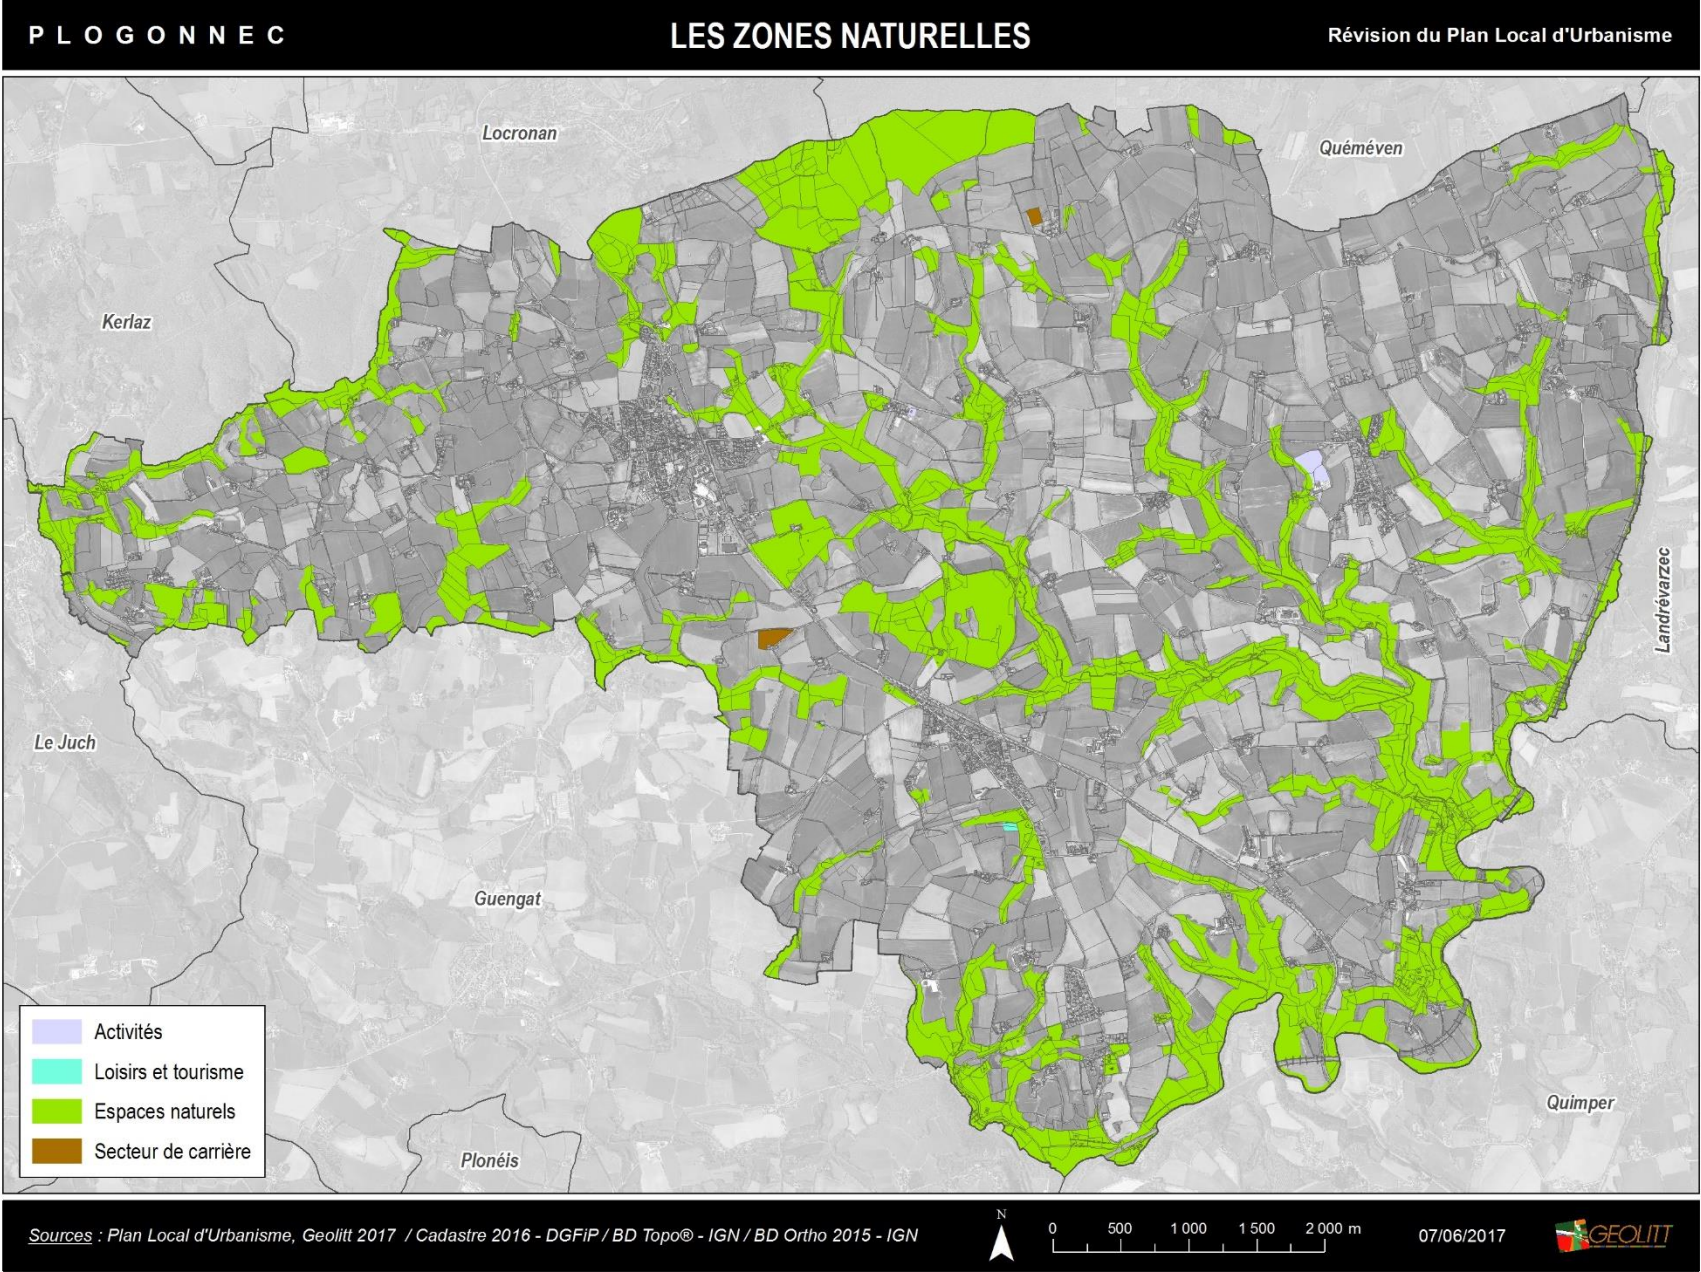 PLOGONNEC
LES ZONES NATURELLES
Révision du Plan Local d'Urbanisme
Locronan
Quéméven
Kerlaz
Landrévarzec
Le Juch
Guengat
Quimper
Plonéis
Activités
Loisirs et tourisme
Espaces naturels
Secteur de carrière
Sources : Plan Local d'Urbanisme, Geolitt 2017 / Cadastre 2016 - DGFiP / BD Topo® - IGN / BD Ortho 2015 - IGN
N
0 500 1 000 1 500 2 000 m
07/06/2017
GEOLITT